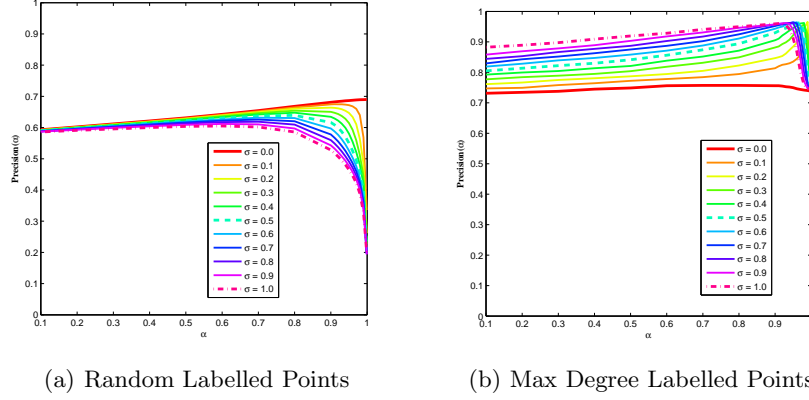 1
0.9
0.8
0.7
0.6
0.5
0.4
0.3
0.2
0.1
0
Precision(α)
σ = 0.0
σ = 0.1
σ = 0.2
σ = 0.3
σ = 0.4
σ = 0.5
σ = 0.6
σ = 0.7
σ = 0.8
σ = 0.9
σ = 1.0
0.1 0.2 0.3 0.4 0.5 0.6 0.7 0.8 0.9 1
α
(a) Random Labelled Points
1
0.9
0.8
0.7
0.6
0.5
0.4
0.3
0.2
0.1
0
Precision(α)
σ = 0.0
σ = 0.1
σ = 0.2
σ = 0.3
σ = 0.4
σ = 0.5
σ = 0.6
σ = 0.7
σ = 0.8
σ = 0.9
σ = 1.0
0.1 0.2 0.3 0.4 0.5 0.6 0.7 0.8 0.9
α
(b) Max Degree Labelled Points